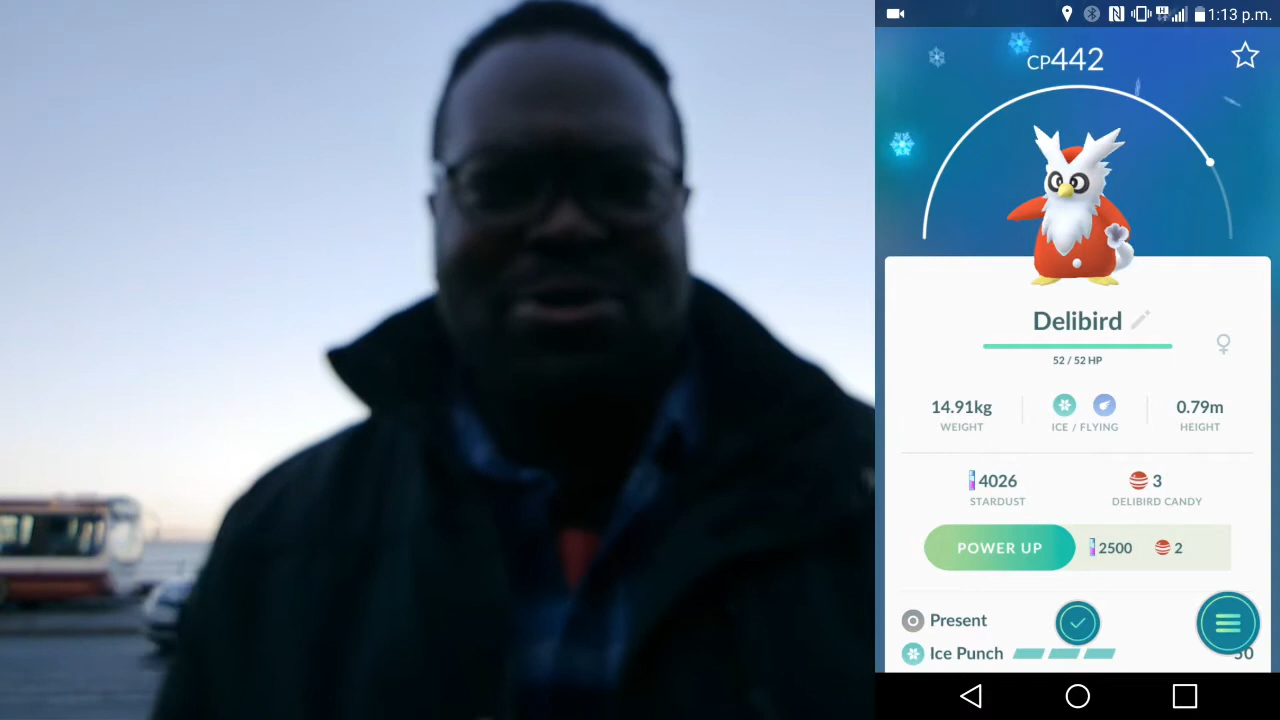 1:13 p.m.
CP442
Delibird
52 / 52 HP
14.91kg
WEIGHT
ICE / FLYING
0.79m
HEIGHT
4026
STARDUST
3
DELIBIRD CANDY
POWER UP
2500
2
Present
Ice Punch
50